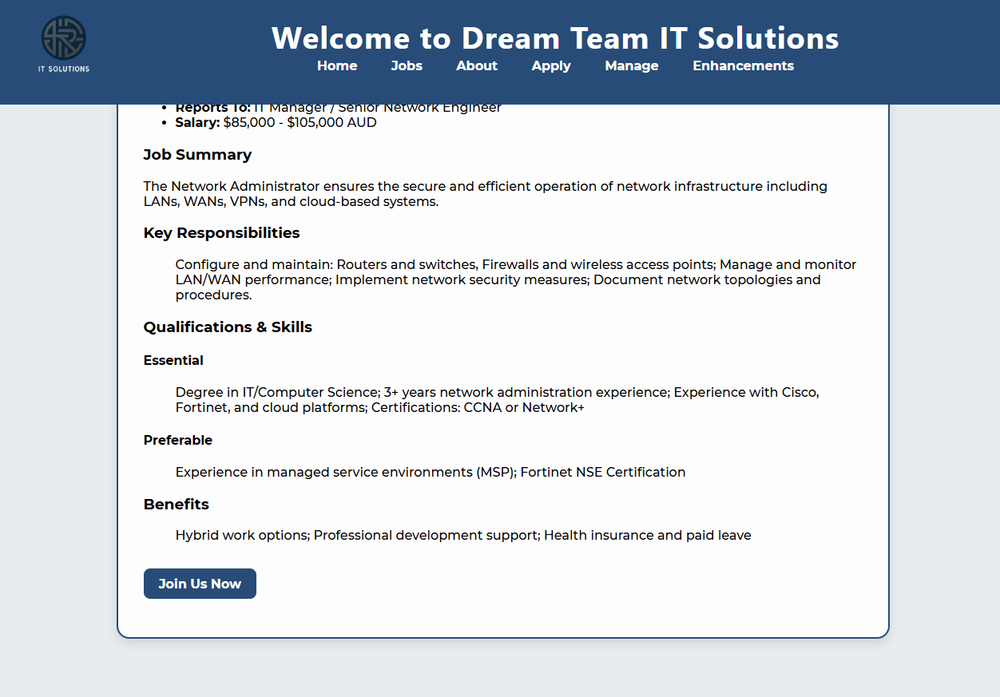 IT SOLUTIONS
Welcome to Dream Team IT Solutions
Home Jobs About Apply Manage Enhancements
Reports To: IT Manager / Senior Network Engineer
Salary: $85,000 - $105,000 AUD
Job Summary
The Network Administrator ensures the secure and efficient operation of network infrastructure including
LANs, WANs, VPNs, and cloud-based systems.
Key Responsibilities
Configure and maintain: Routers and switches, Firewalls and wireless access points; Manage and monitor
LAN/WAN performance; Implement network security measures; Document network topologies and
procedures.
Qualifications & Skills
Essential
Degree in IT/Computer Science; 3+ years network administration experience; Experience with Cisco,
Fortinet, and cloud platforms; Certifications: CCNA or Network+
Preferable
Experience in managed service environments (MSP); Fortinet NSE Certification
Benefits
Hybrid work options; Professional development support; Health insurance and paid leave
Join Us Now